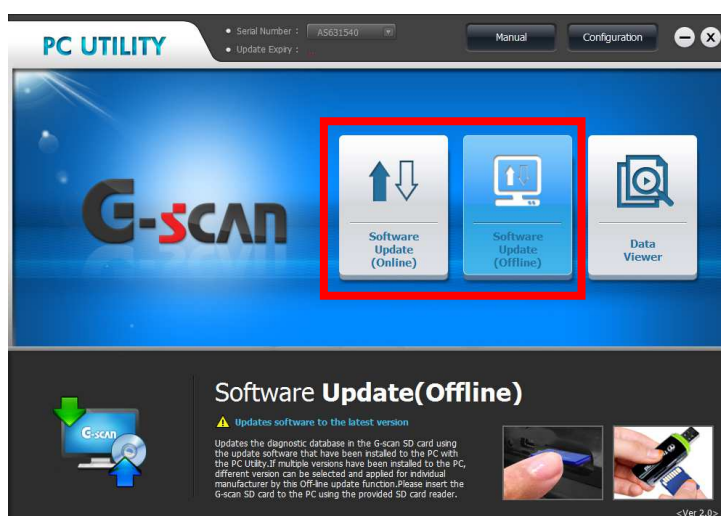 PC UTILITY
Serial Number : AS631540
Update Expiry :
Manual
Configuration
G-scan
Software
Update
(Online)
Software
Update
(Offline)
Data
Viewer
G-scan
Software Update(Offline)
Updates software to the latest version
Updates the diagnostic database in the G-scan SD card using
the update software that have been installed to the PC with
the PC Utility.If multiple versions have been installed to the PC,
different version can be selected and applied for individual
manufacturer by this Off-line update function.Please insert the
G-scan SD card to the PC using the provided SD card reader.
<Ver 2.0>